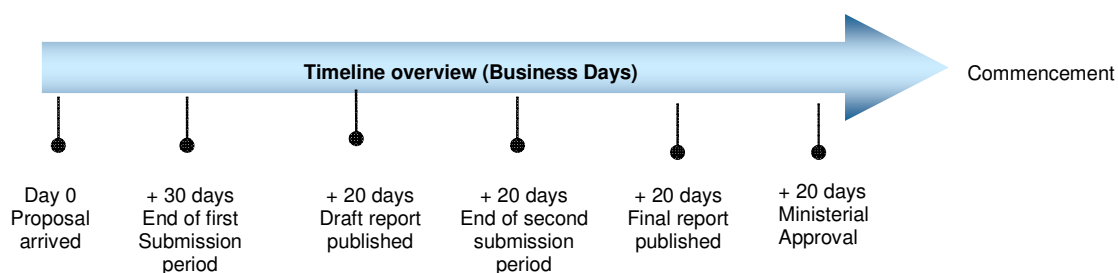 Timeline overview (Business Days)
Commencement
Day 0
Proposal
arrived
+ 30 days
End of first
Submission
period
+ 20 days
Draft report
published
+ 20 days
End of second
submission
period
+ 20 days
Final report
published
+ 20 days
Ministerial
Approval